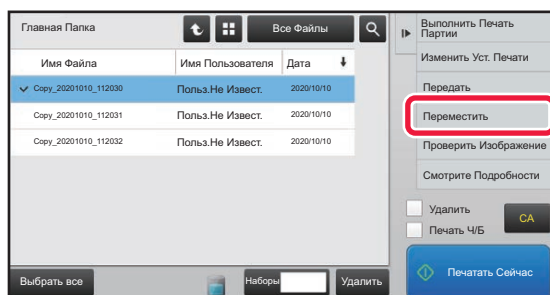 Главная Папка
Все Файлы
Имя Файла Имя Пользователя Дата
Copy_20201010_112030 Польз.Не Извест. 2020/10/10
Copy_20201010_112031 Польз.Не Извест. 2020/10/10
Copy_20201010_112032 Польз.Не Извест. 2020/10/10
Выбрать все
Наборы
Удалить
Выполнить Печать
Партии
Изменить Уст. Печати
Передать
Переместить
Проверить Изображение
Смотрите Подробности
Удалить
Печать Ч/Б
CA
Печатать Сейчас